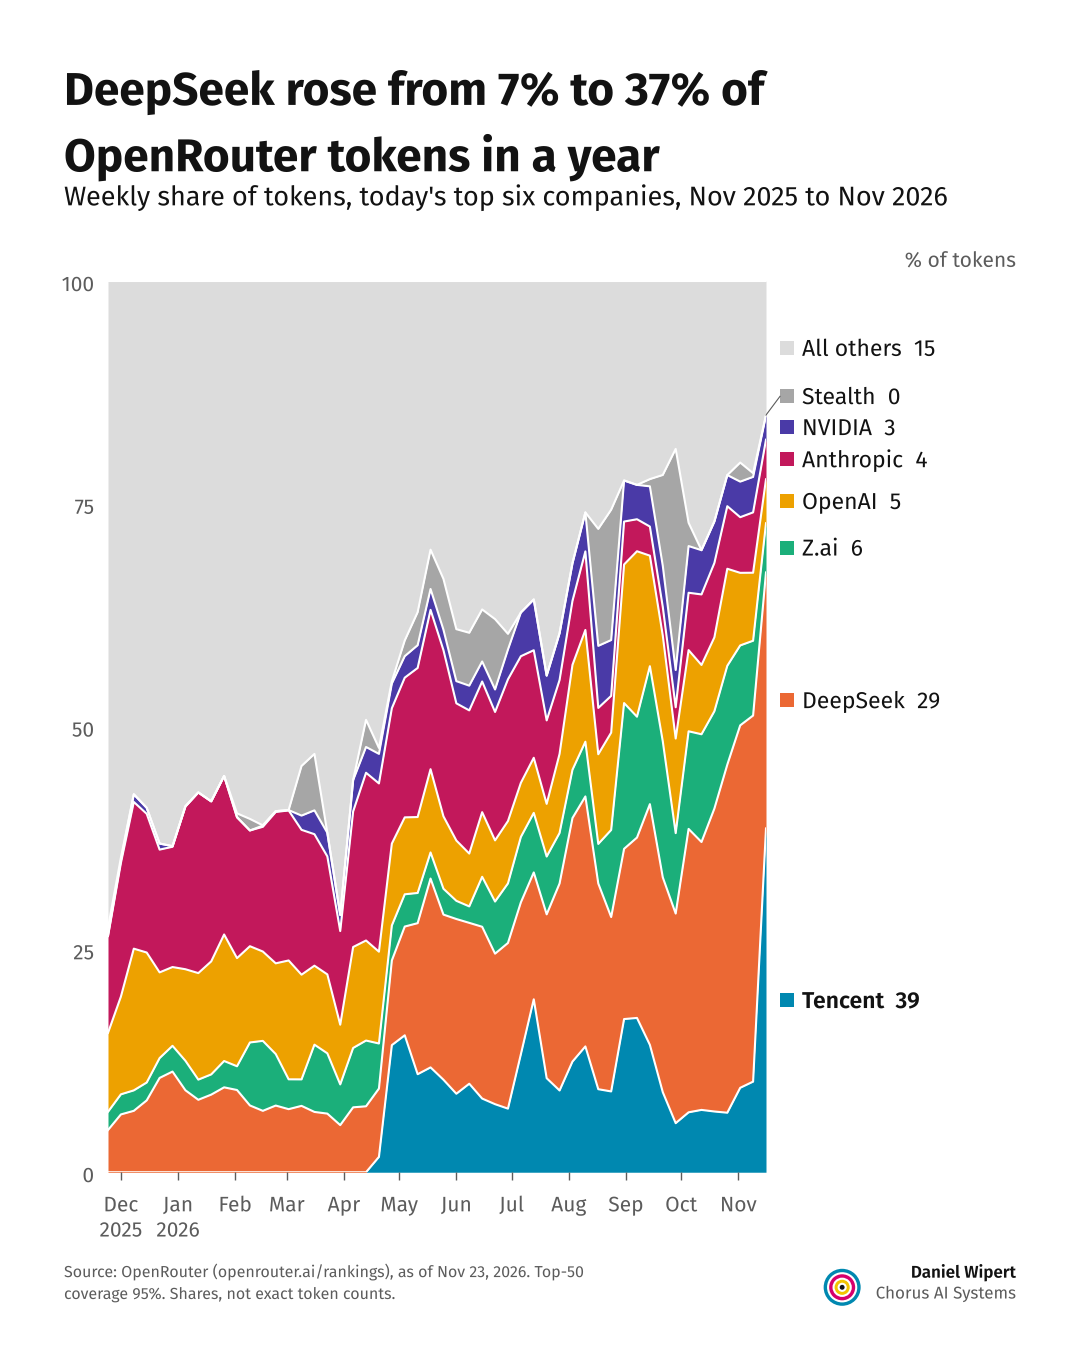 DeepSeek rose from 7% to 37% of
OpenRouter tokens in a year
Weekly share of tokens, today's top six companies, Nov 2025 to Nov 2026
% of tokens
100
75
50
25
0
All others 15
Stealth 0
NVIDIA 3
Anthropic 4
OpenAI 5
Z.ai 6
DeepSeek 29
Tencent 39
Dec Jan Feb Mar Apr May Jun Jul Aug Sep Oct Nov
2025 2026
Source: OpenRouter (openrouter.ai/rankings), as of Nov 23, 2026. Top-50
coverage 95%. Shares, not exact token counts.
Daniel Wipert
Chorus AI Systems